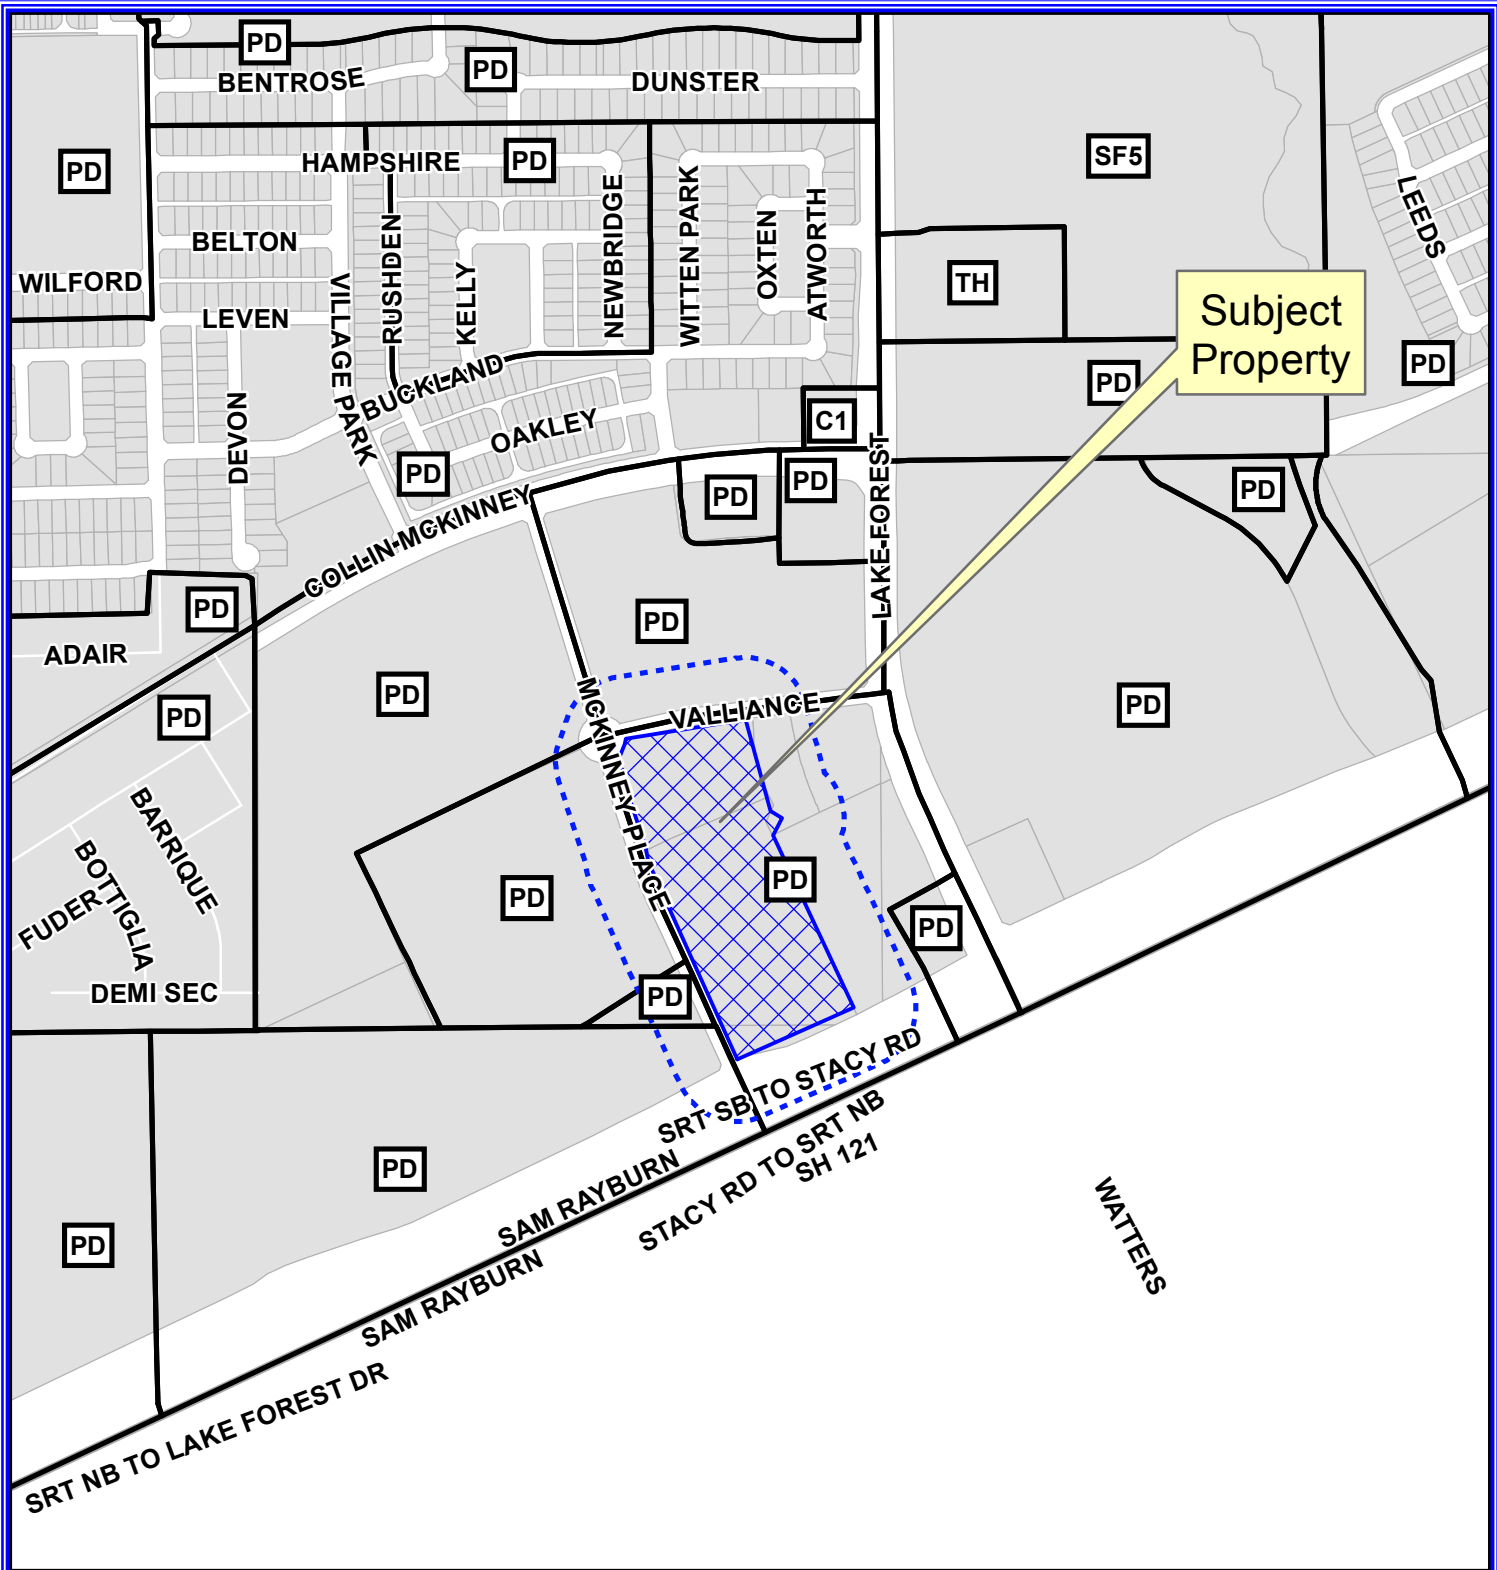 PD
BENTROSE
PD
DUNSTER
PD
HAMPSHIRE
PD
SF5
RUSHDEN
NEWBRIDGE
WITTEN PARK
OXTEN
ATWORTH
LEEDS
BELTON
WILFORD
LEVEN
VILLAGE PARK
KELLY
TH
Subject
Property
PD
PD
BUCKLAND
DEVON
OAKLEY
C1
PD
COLLIN MCKINNEY
PD
PD
LAKE FOREST
PD
PD
ADAIR
PD
PD
PD
PD
MCKINNEY PLACE
VALLIANCE
PD
BARRIQUE
BOTTIGLIA
FUDER
DEMI SEC
PD
PD
PD
PD
SRT SB TO STACY RD
STACY RD TO SRT NB
SH 121
SAM RAYBURN
PD
SAM RAYBURN
WATTERS
PD
SRT NB TO LAKE FOREST DR